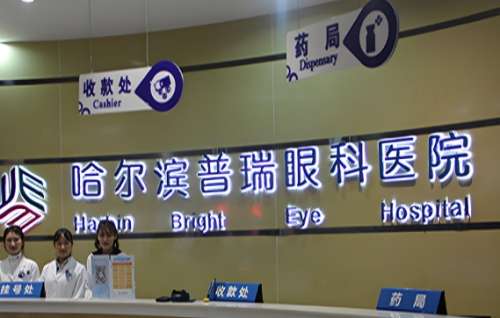 药局
Dispensary
收款处
Cashier
哈尔滨普瑞眼科医院
Harbin Bright Eye Hospital
挂号处
收款处
药局